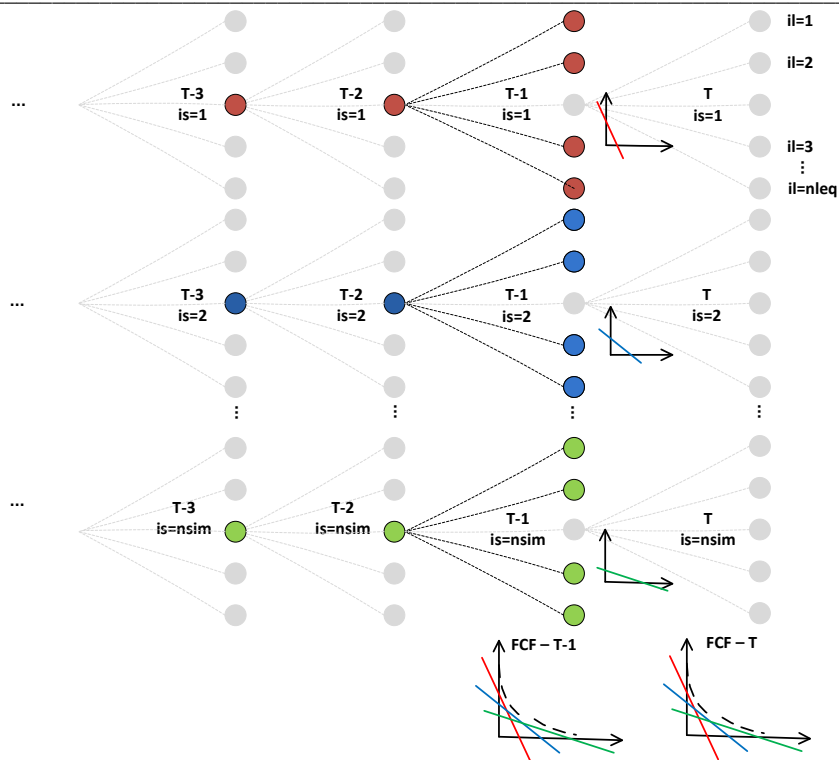 il=1
il=2
...
T-3
is=1
T-2
is=1
T-1
is=1
T
is=1
il=3
⋮
il=nleq
...
T-3
is=2
T-2
is=2
T-1
is=2
T
is=2
⋮ ⋮ ⋮ ⋮
...
T-3
is=nsim
T-2
is=nsim
T-1
is=nsim
T
is=nsim
FCF – T-1
FCF – T